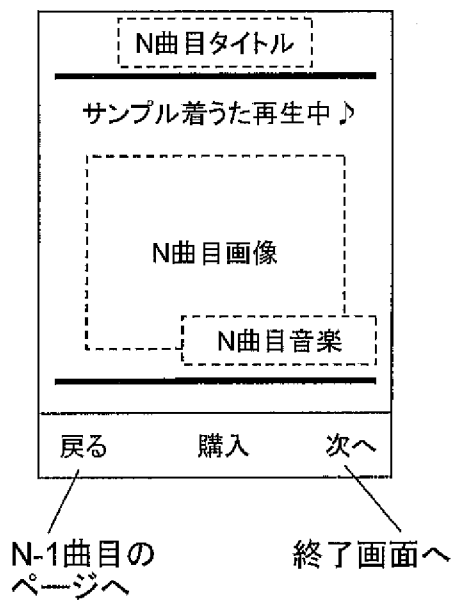 N曲目タイトル
サンプル着うた再生中♪
N曲目画像
N曲目音楽
戻る 購入 次へ
N-1曲目の
ページへ
終了画面へ